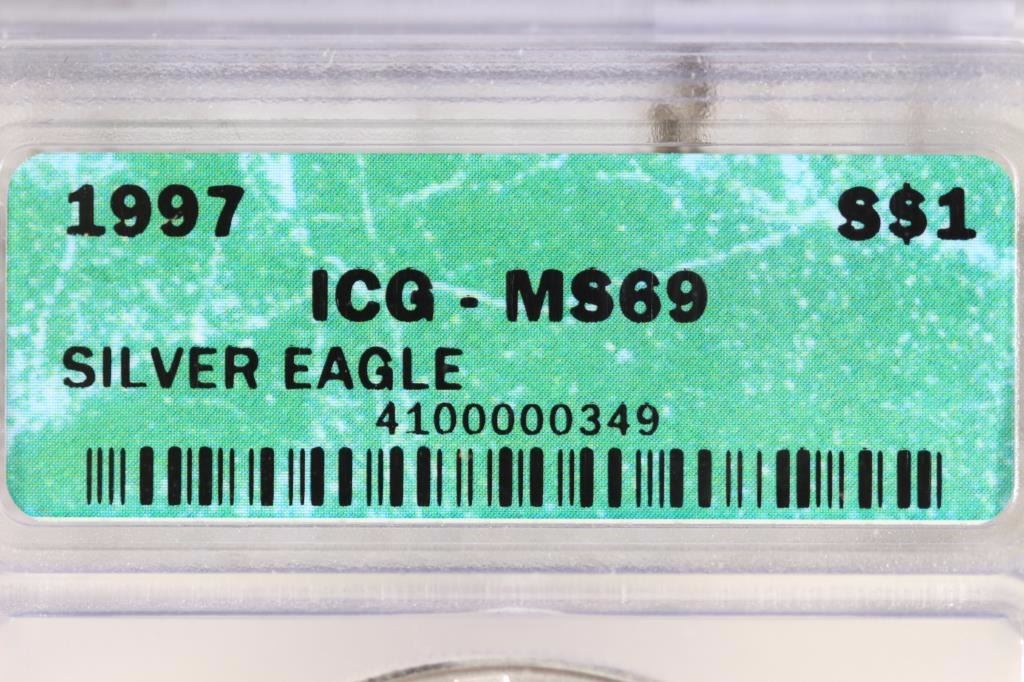 1997 S$1
ICG - MS69
SILVER EAGLE
4100000349